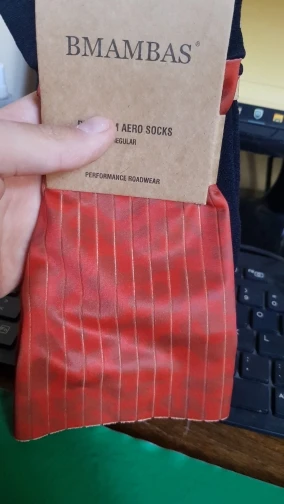 BMAMBAS®
AERO SOCKS
REGULAR
PERFORMANCE ROADWEAR